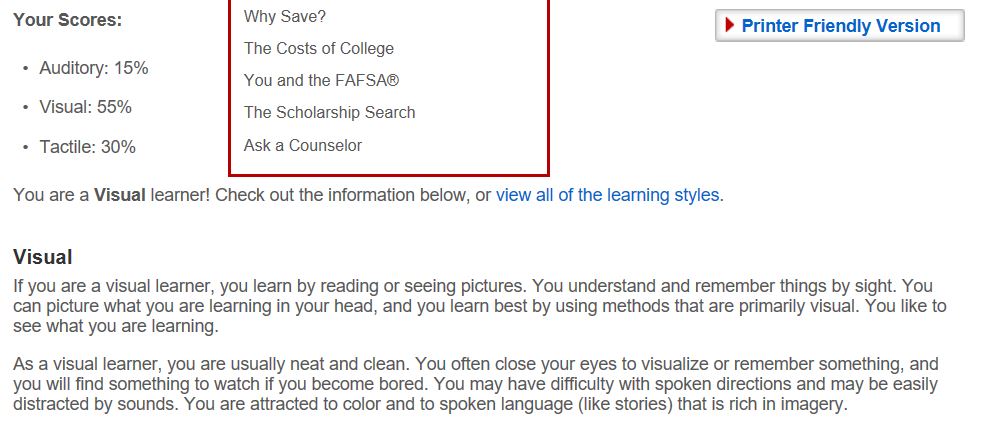 Your Scores:
• Auditory: 15%
• Visual: 55%
• Tactile: 30%
Why Save?
The Costs of College
You and the FAFSA®
The Scholarship Search
Ask a Counselor
Printer Friendly Version
You are a Visual learner! Check out the information below, or view all of the learning styles.
Visual
If you are a visual learner, you learn by reading or seeing pictures. You understand and remember things by sight. You
can picture what you are learning in your head, and you learn best by using methods that are primarily visual. You like to
see what you are learning.
As a visual learner, you are usually neat and clean. You often close your eyes to visualize or remember something, and
you will find something to watch if you become bored. You may have difficulty with spoken directions and may be easily
distracted by sounds. You are attracted to color and to spoken language (like stories) that is rich in imagery.